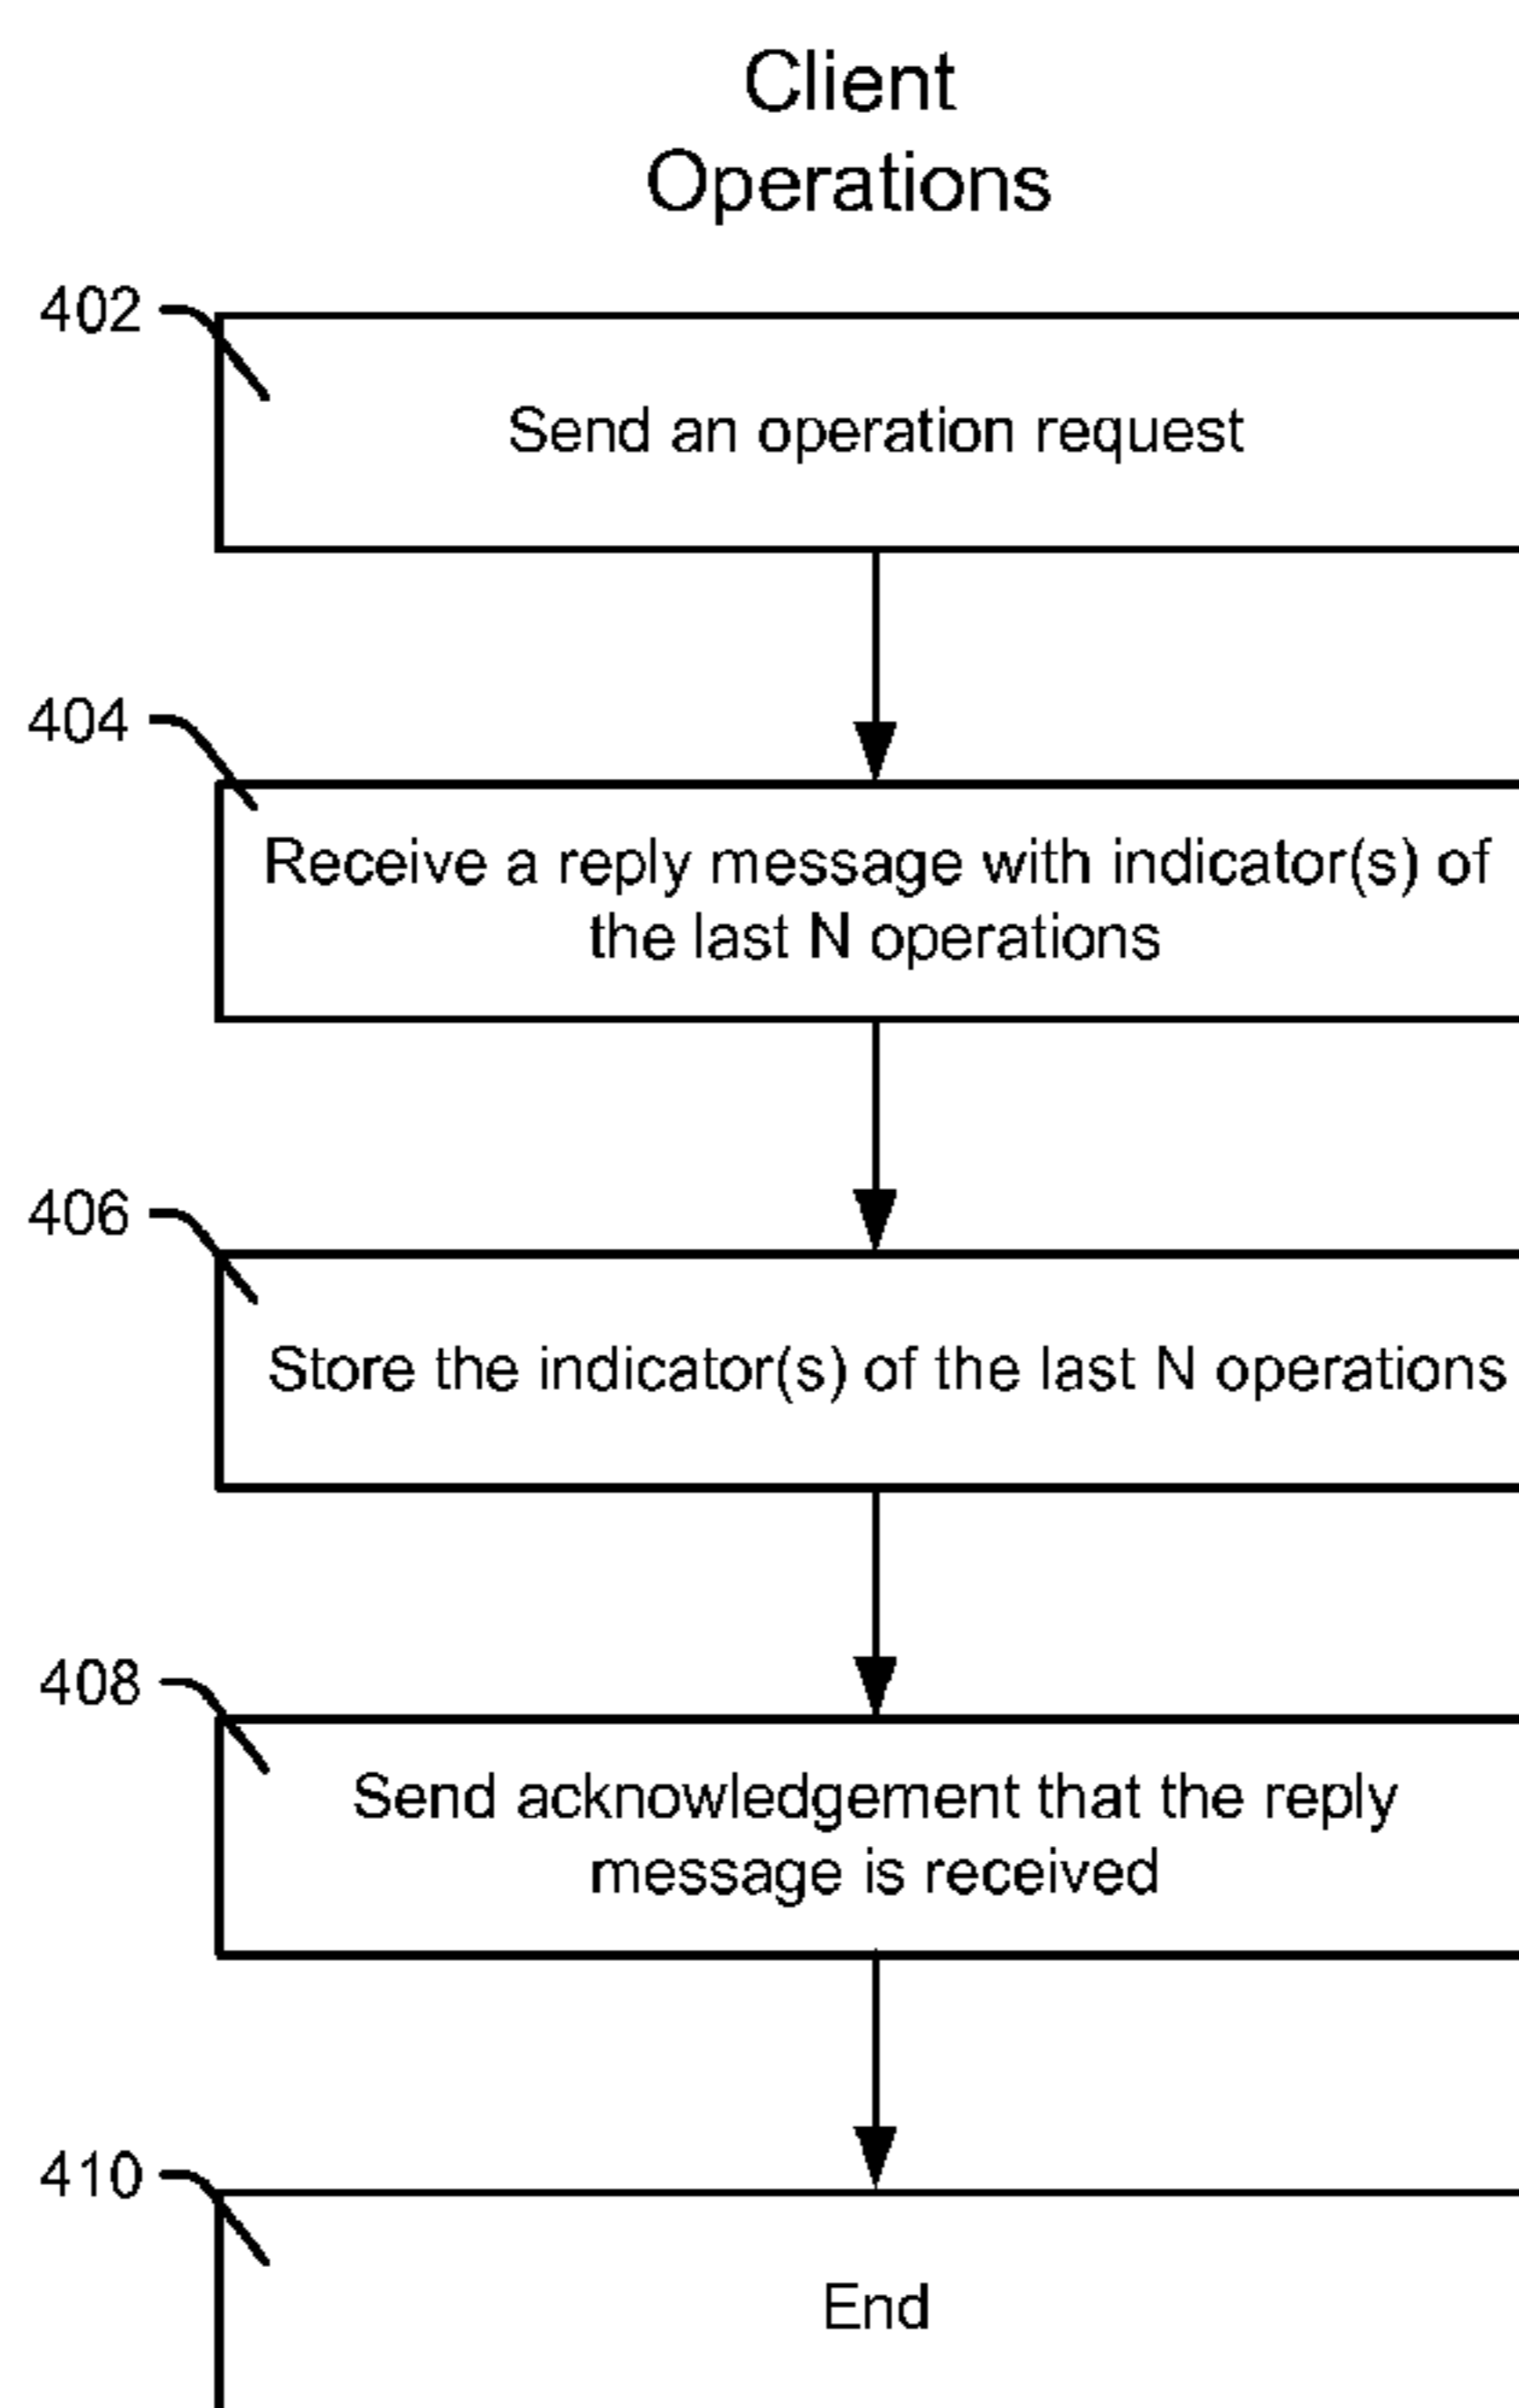 Client
Operations
402
Send an operation request
404
Receive a reply message with indicator(s) of
the last N operations
406
Store the indicator(s) of the last N operations
408
Send acknowledgement that the reply
message is received
410
End